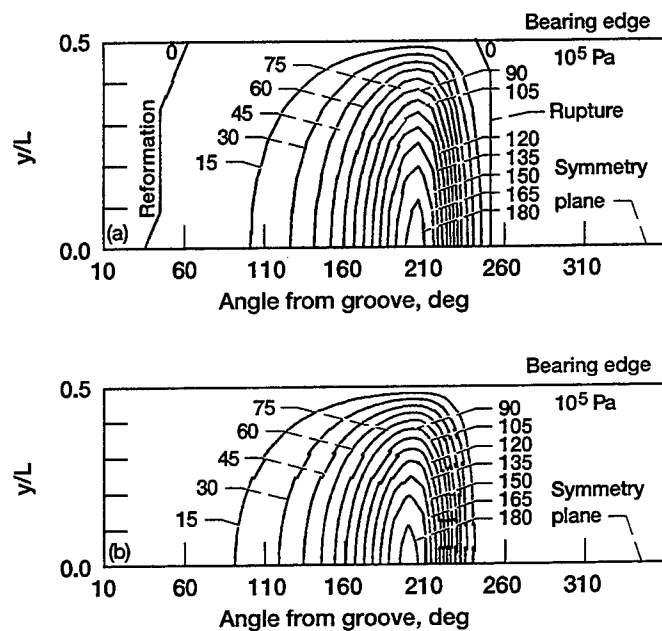 Bearing edge
0.5
0
0
10⁵ Pa
75
90
60
105
45
Rupture
30
120
y/L
Reformation
15
135
Symmetry
150
165
plane
180
(a)
0.0
10 60 110 160 210 260 310
Angle from groove, deg
Bearing edge
0.5
10⁵ Pa
75
90
60
105
120
45
135
y/L
30
150
Symmetry
165
15
180
plane
(b)
0.0
10 60 110 160 210 260 310
Angle from groove, deg